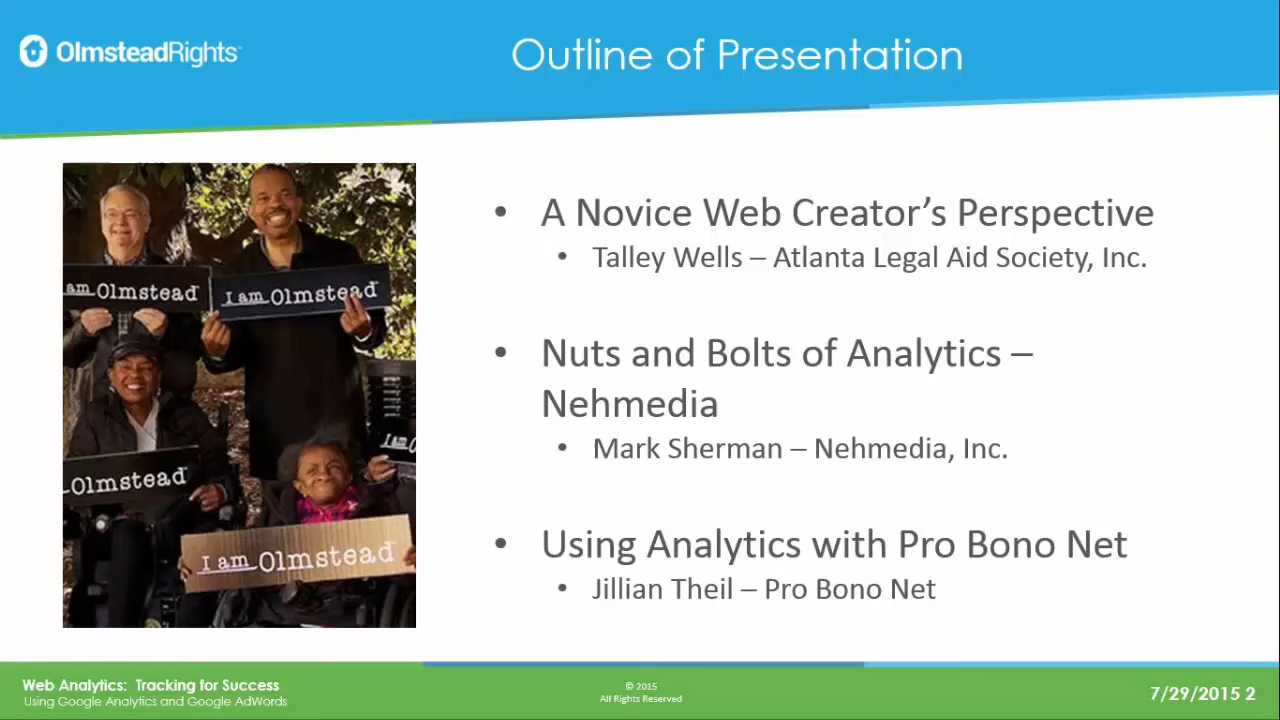 OlmsteadRights
Outline of Presentation
am Olmstead
I am Olmstead
I am O
Olmstead
I am Olmstead
• A Novice Web Creator’s Perspective
• Talley Wells – Atlanta Legal Aid Society, Inc.
• Nuts and Bolts of Analytics –
Nehmedia
• Mark Sherman – Nehmedia, Inc.
• Using Analytics with Pro Bono Net
• Jillian Theil – Pro Bono Net
Web Analytics: Tracking for Success
Using Google Analytics and Google AdWords
© 2015
All Rights Reserved
7/29/2015 2